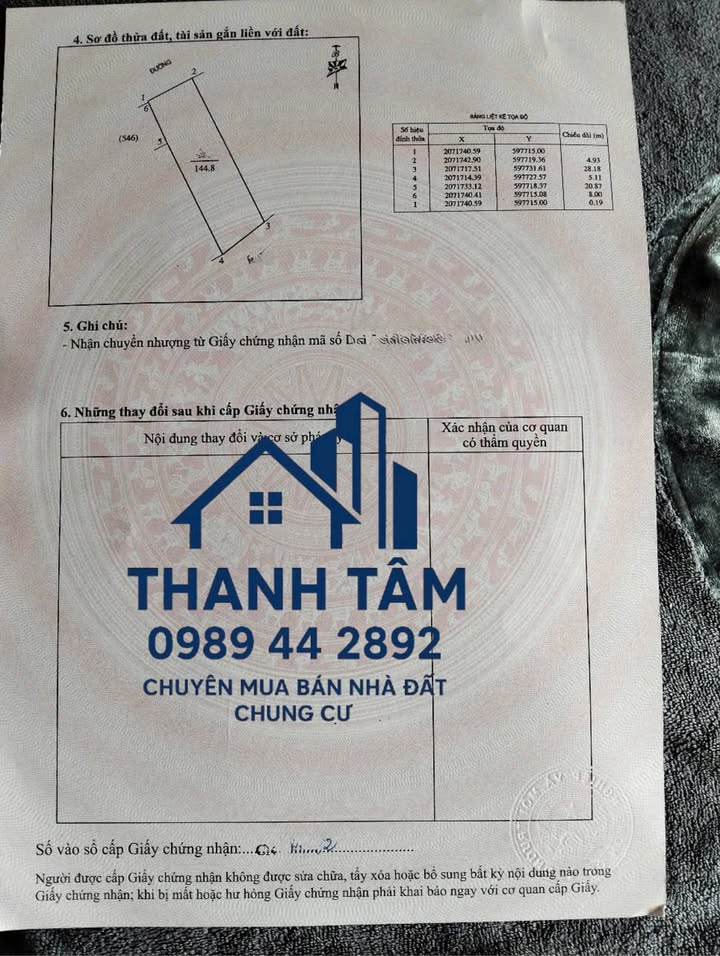 4. Sơ đồ thửa đất, tài sản gắn liền với đất:
ĐƯỜNG
1
2
6
(546)
5
144.8
3
4
BẢNG LIỆT KÊ TỌA ĐỘ
Số hiệu đỉnh thửa Tọa độ Chiều dài (m)
X Y
1 2071740.59 597715.00
2 2071742.90 597719.36 4.93
3 2071717.51 597731.61 28.18
4 2071714.39 597727.57 5.11
5 2071733.12 597718.37 20.87
6 2071740.41 597715.08 8.00
1 2071740.59 597715.00 0.19
5. Ghi chú:
- Nhận chuyển nhượng từ Giấy chứng nhận mã số
6. Những thay đổi sau khi cấp Giấy chứng nhận
Nội dung thay đổi và cơ sở pháp lý
Xác nhận của cơ quan
có thẩm quyền
THANH TÂM
0989 44 2892
CHUYÊN MUA BÁN NHÀ ĐẤT
CHUNG CƯ
Số vào sổ cấp Giấy chứng nhận:
Người được cấp Giấy chứng nhận không được sửa chữa, tẩy xóa hoặc bổ sung bất kỳ nội dung nào trong
Giấy chứng nhận; khi bị mất hoặc hư hỏng Giấy chứng nhận phải khai báo ngay với cơ quan cấp Giấy.